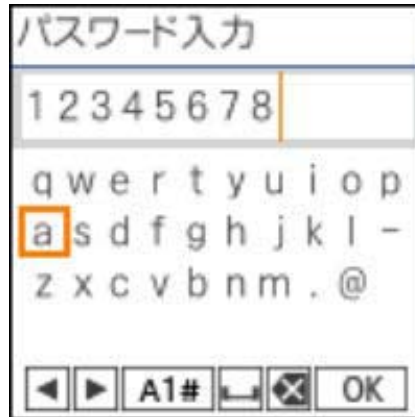 パスワード入力
12345678
q w e r t y u i o p
a s d f g h j k l -
z x c v b n m . @
◀ ▶ A1# ␣ ⌫ OK